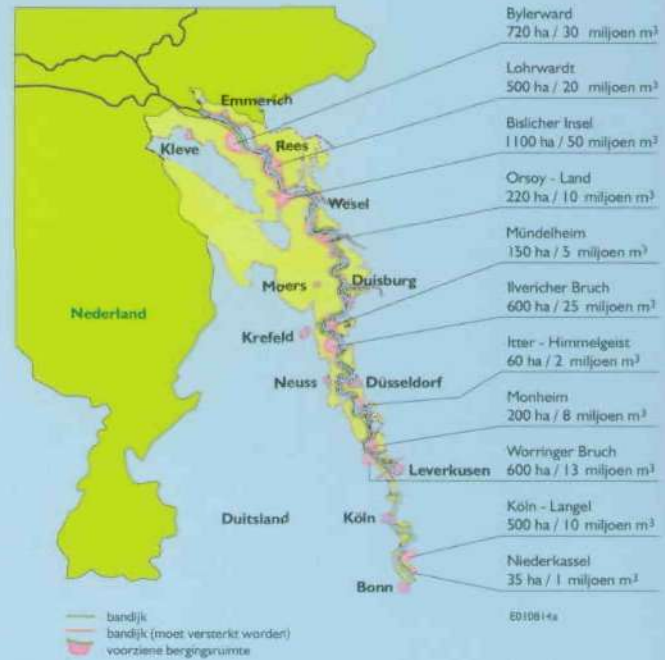 Bylerward
720 ha / 30 miljoen m³
Lohrwardt
500 ha / 20 miljoen m³
Bislicher Insel
1100 ha / 50 miljoen m³
Orsoy - Land
220 ha / 10 miljoen m³
Mündelheim
150 ha / 5 miljoen m³
Ilvericher Bruch
600 ha / 25 miljoen m³
Itter - Himmelgeist
60 ha / 2 miljoen m³
Monheim
200 ha / 8 miljoen m³
Worringer Bruch
600 ha / 13 miljoen m³
Köln - Langel
500 ha / 10 miljoen m³
Niederkassel
35 ha / 1 miljoen m³
E010814a
Emmerich
Kleve
Rees
Wesel
Moers
Duisburg
Nederland
Krefeld
Neuss
Düsseldorf
Leverkusen
Duitsland
Köln
Bonn
bandijk
bandijk (moet versterkt worden)
voorziene bergingsruimte